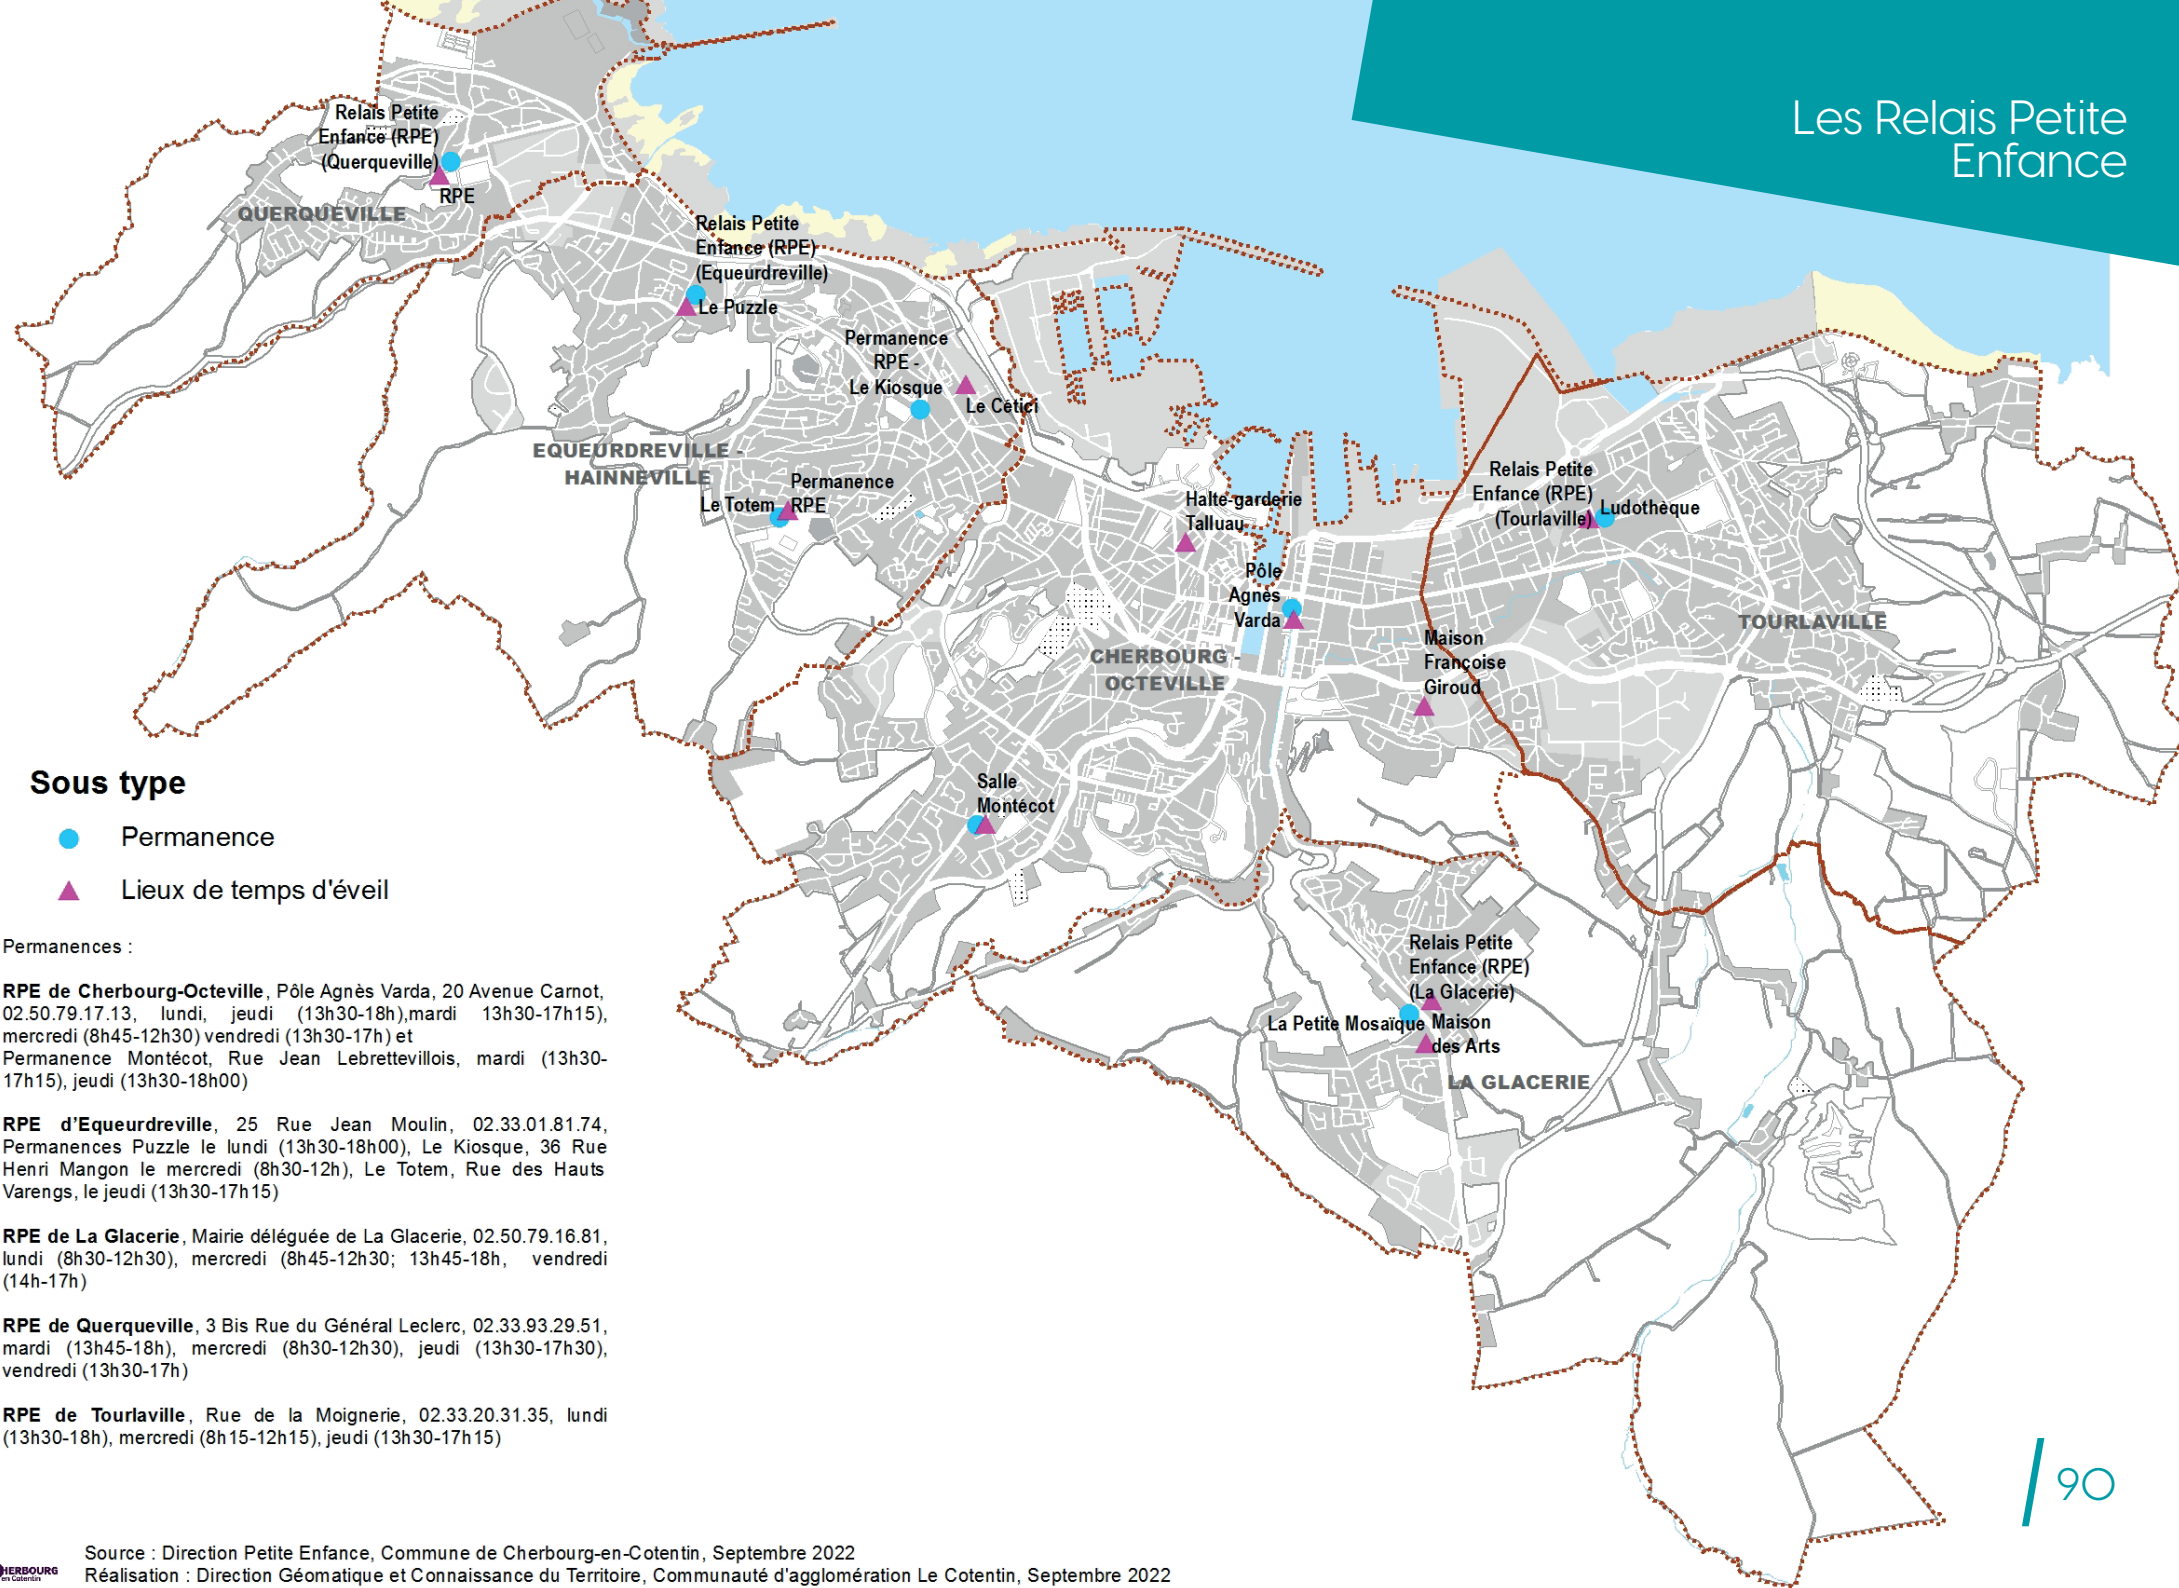 Les Relais Petite
Enfance
Relais Petite
Enfance (RPE)
(Querqueville)
RPE
QUERQUEVILLE
Relais Petite
Enfance (RPE)
(Equeurdreville)
Le Puzzle
Permanence
RPE -
Le Kiosque
Le Cétici
EQUEURDREVILLE -
HAINNEVILLE
Permanence
RPE
Le Totem
Halte-garderie
Talluau
Relais Petite
Enfance (RPE)
(Tourlaville)
Ludothèque
Pôle
Agnès
Varda
TOURLAVILLE
Maison
Françoise
Giroud
CHERBOURG -
OCTEVILLE
Salle
Montécot
Relais Petite
Enfance (RPE)
(La Glacerie)
La Petite Mosaïque
Maison
des Arts
LA GLACERIE
Sous type
Permanence
Lieux de temps d'éveil
Permanences :
RPE de Cherbourg-Octeville, Pôle Agnès Varda, 20 Avenue Carnot,
02.50.79.17.13, lundi, jeudi (13h30-18h),mardi 13h30-17h15),
mercredi (8h45-12h30) vendredi (13h30-17h) et
Permanence Montécot, Rue Jean Lebrettevillois, mardi (13h30-
17h15), jeudi (13h30-18h00)
RPE d’Equeurdreville, 25 Rue Jean Moulin, 02.33.01.81.74,
Permanences Puzzle le lundi (13h30-18h00), Le Kiosque, 36 Rue
Henri Mangon le mercredi (8h30-12h), Le Totem, Rue des Hauts
Varengs, le jeudi (13h30-17h15)
RPE de La Glacerie, Mairie déléguée de La Glacerie, 02.50.79.16.81,
lundi (8h30-12h30), mercredi (8h45-12h30; 13h45-18h, vendredi
(14h-17h)
RPE de Querqueville, 3 Bis Rue du Général Leclerc, 02.33.93.29.51,
mardi (13h45-18h), mercredi (8h30-12h30), jeudi (13h30-17h30),
vendredi (13h30-17h)
RPE de Tourlaville, Rue de la Moignerie, 02.33.20.31.35, lundi
(13h30-18h), mercredi (8h15-12h15), jeudi (13h30-17h15)
90
HERBOURG
en Cotentin
Source : Direction Petite Enfance, Commune de Cherbourg-en-Cotentin, Septembre 2022
Réalisation : Direction Géomatique et Connaissance du Territoire, Communauté d'agglomération Le Cotentin, Septembre 2022